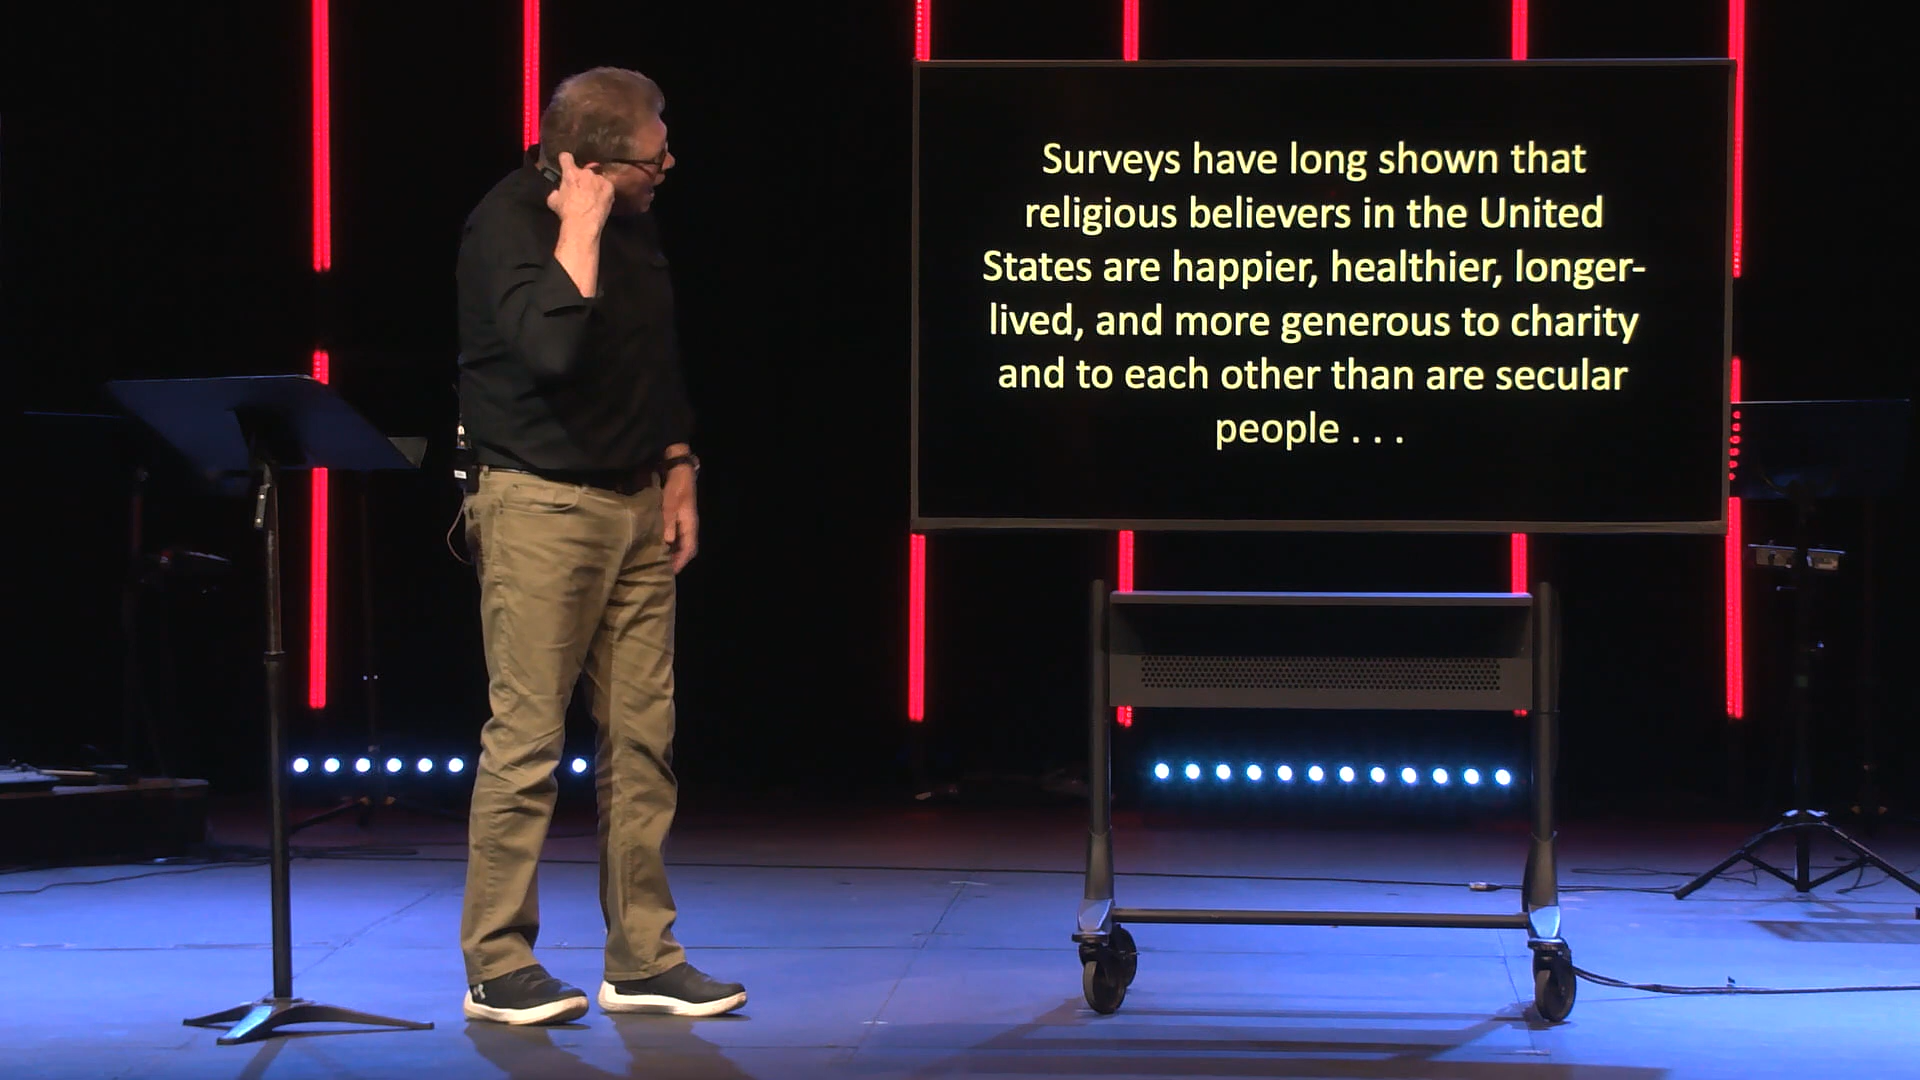 Surveys have long shown that
religious believers in the United
States are happier, healthier, longer-
lived, and more generous to charity
and to each other than are secular
people . . .